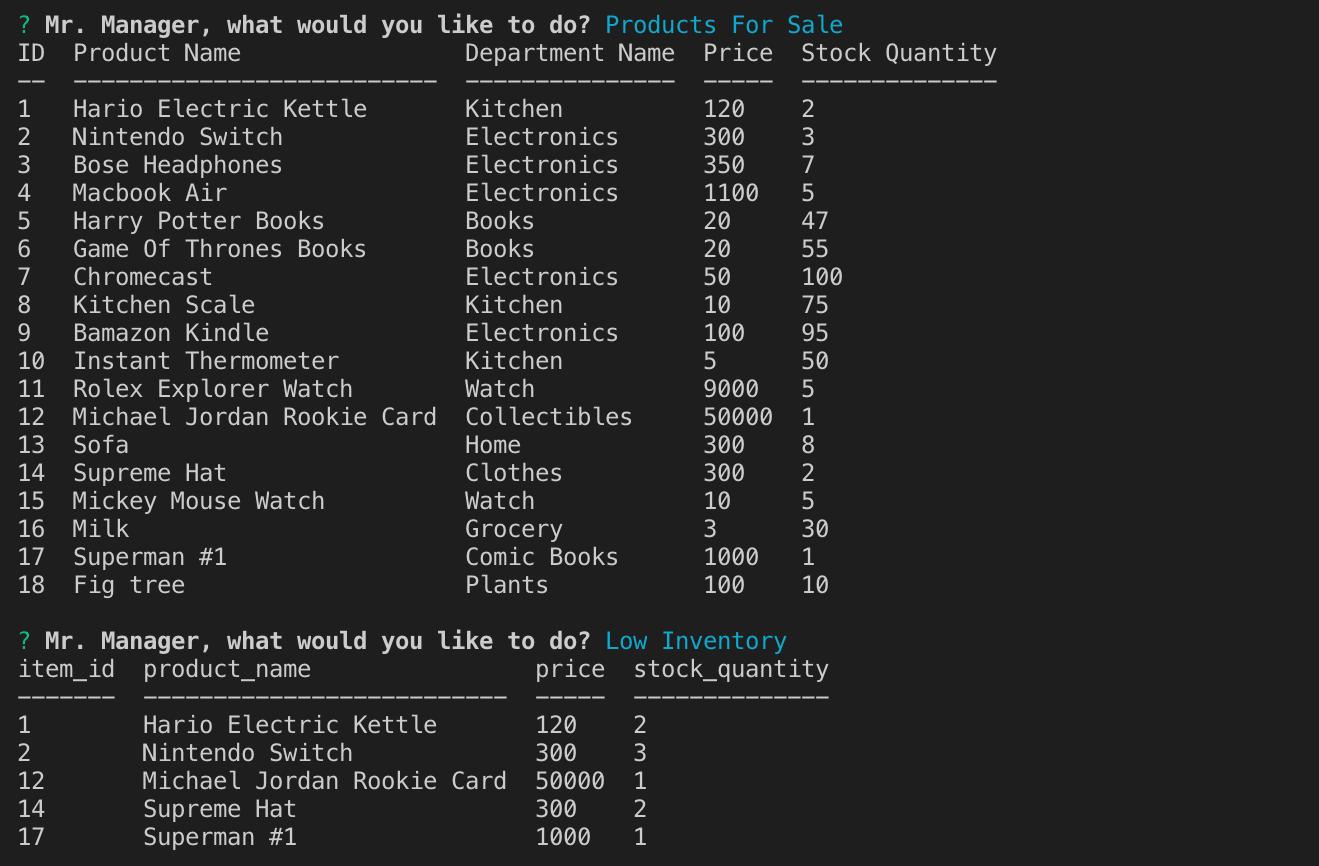 ? Mr. Manager, what would you like to do? Products For Sale
ID  Product Name                Department Name  Price  Stock Quantity
--  --------------------------  ---------------  -----  --------------
1   Hario Electric Kettle       Kitchen          120    2
2   Nintendo Switch             Electronics      300    3
3   Bose Headphones             Electronics      350    7
4   Macbook Air                 Electronics      1100   5
5   Harry Potter Books          Books            20     47
6   Game Of Thrones Books       Books            20     55
7   Chromecast                  Electronics      50     100
8   Kitchen Scale               Kitchen          10     75
9   Bamazon Kindle              Electronics      100    95
10  Instant Thermometer         Kitchen          5      50
11  Rolex Explorer Watch        Watch            9000   5
12  Michael Jordan Rookie Card  Collectibles     50000  1
13  Sofa                        Home             300    8
14  Supreme Hat                 Clothes          300    2
15  Mickey Mouse Watch          Watch            10     5
16  Milk                        Grocery          3      30
17  Superman #1                 Comic Books      1000   1
18  Fig tree                    Plants           100    10
? Mr. Manager, what would you like to do? Low Inventory
item_id  product_name                price  stock_quantity
-------  --------------------------  -----  --------------
1        Hario Electric Kettle       120    2
2        Nintendo Switch             300    3
12       Michael Jordan Rookie Card  50000  1
14       Supreme Hat                 300    2
17       Superman #1                 1000   1